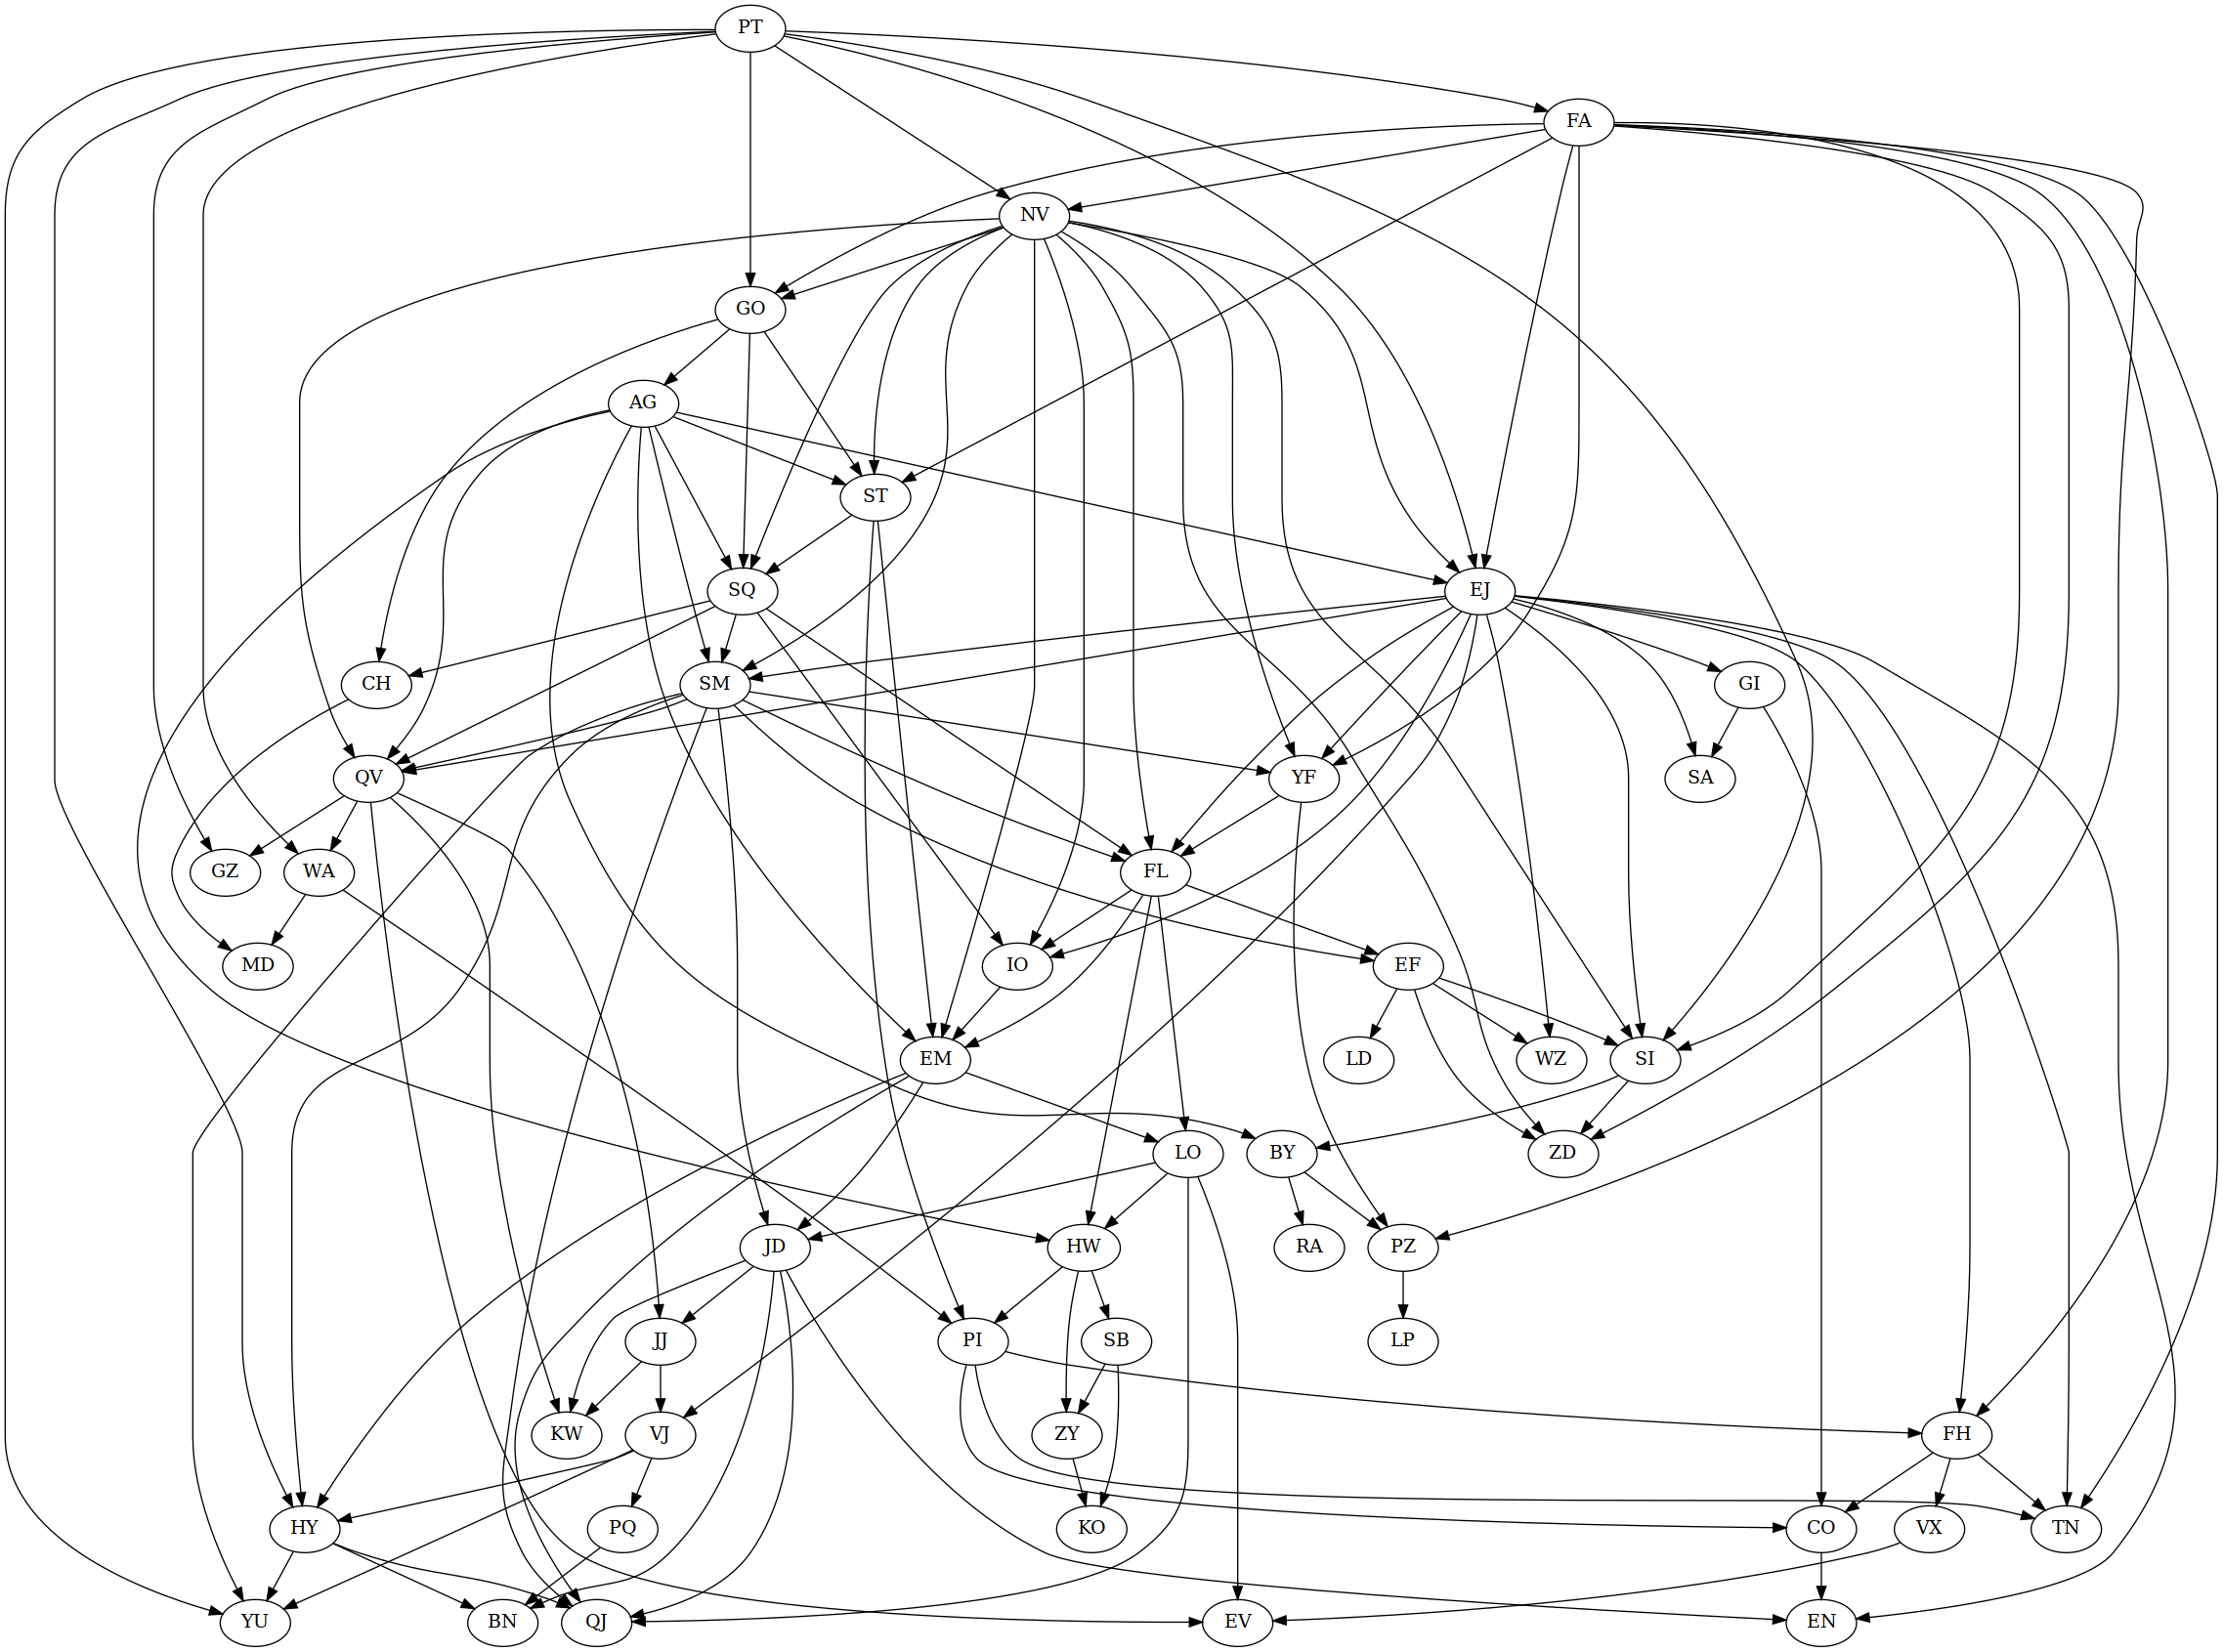 PT
FA
NV
GO
AG
ST
SQ
EJ
CH
SM
GI
QV
YF
SA
GZ
WA
FL
MD
IO
EF
EM
LD
WZ
SI
LO
BY
ZD
JD
HW
RA
PZ
JJ
PI
SB
LP
KW
VJ
ZY
FH
HY
PQ
KO
CO
VX
TN
YU
BN
QJ
EV
EN